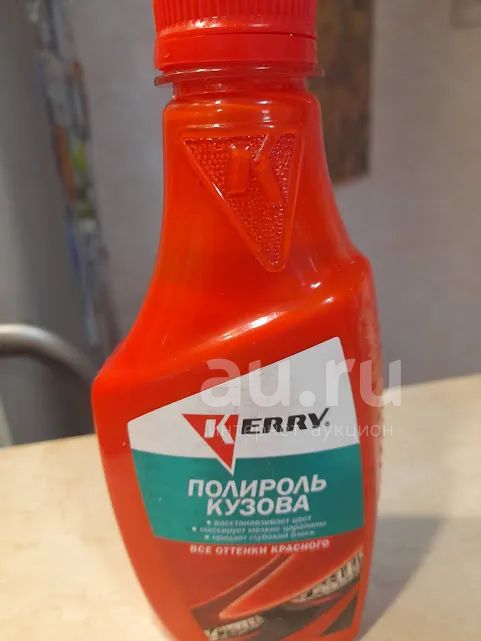 K
au.ru
интернет-аукцион
KERRY®
ПОЛИРОЛЬ
КУЗОВА
• восстанавливает цвет
• маскирует мелкие царапины
• придает глубокий блеск
ВСЕ ОТТЕНКИ КРАСНОГО